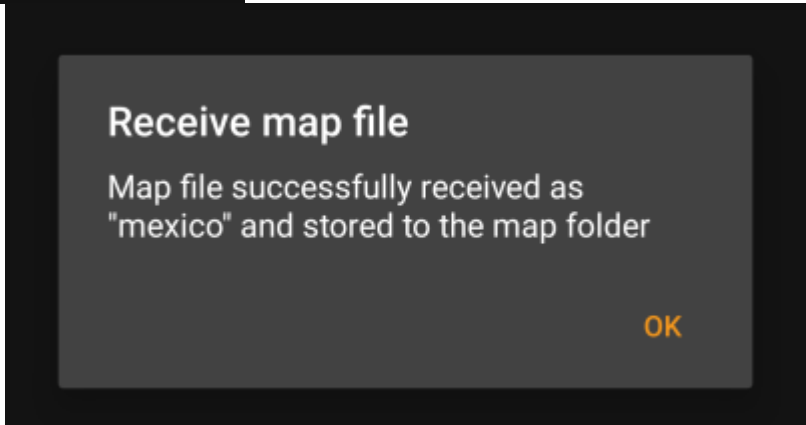 Receive map file
Map file successfully received as
"mexico" and stored to the map folder
OK